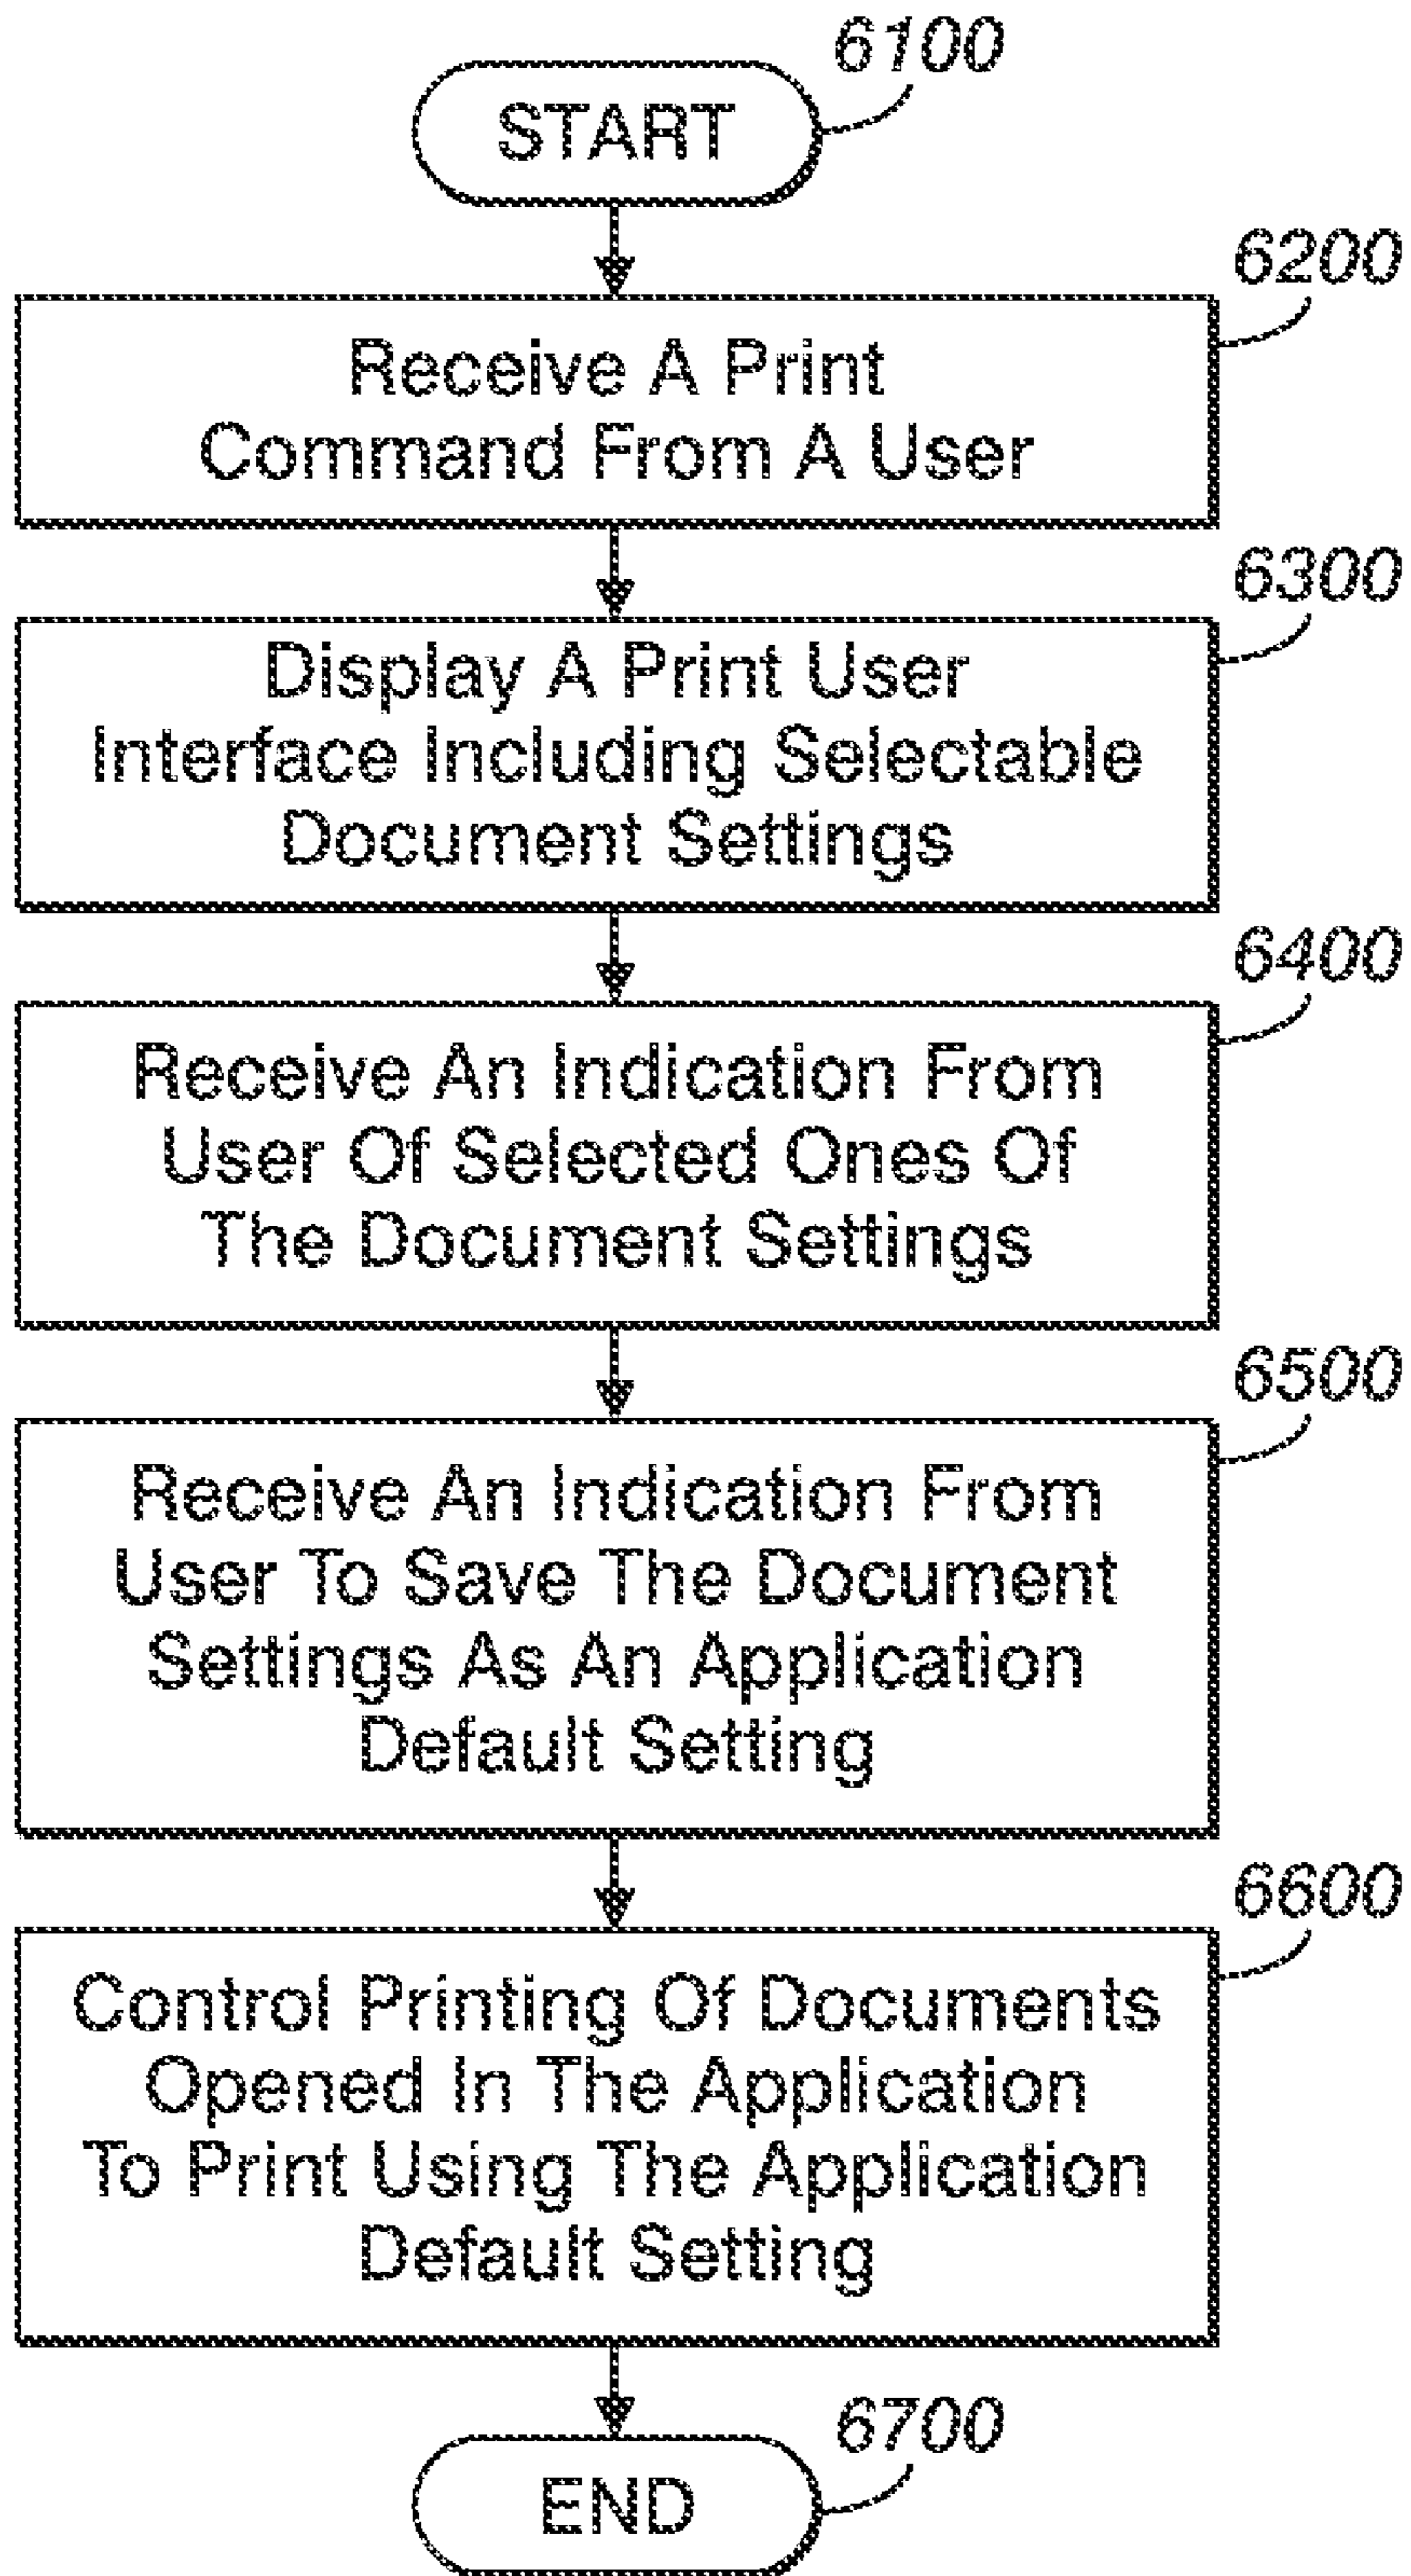 6100
START
6200
Receive A Print
Command From A User
6300
Display A Print User
Interface Including Selectable
Document Settings
6400
Receive An Indication From
User Of Selected Ones Of
The Document Settings
6500
Receive An Indication From
User To Save The Document
Settings As An Application
Default Setting
6600
Control Printing Of Documents
Opened In The Application
To Print Using The Application
Default Setting
6700
END